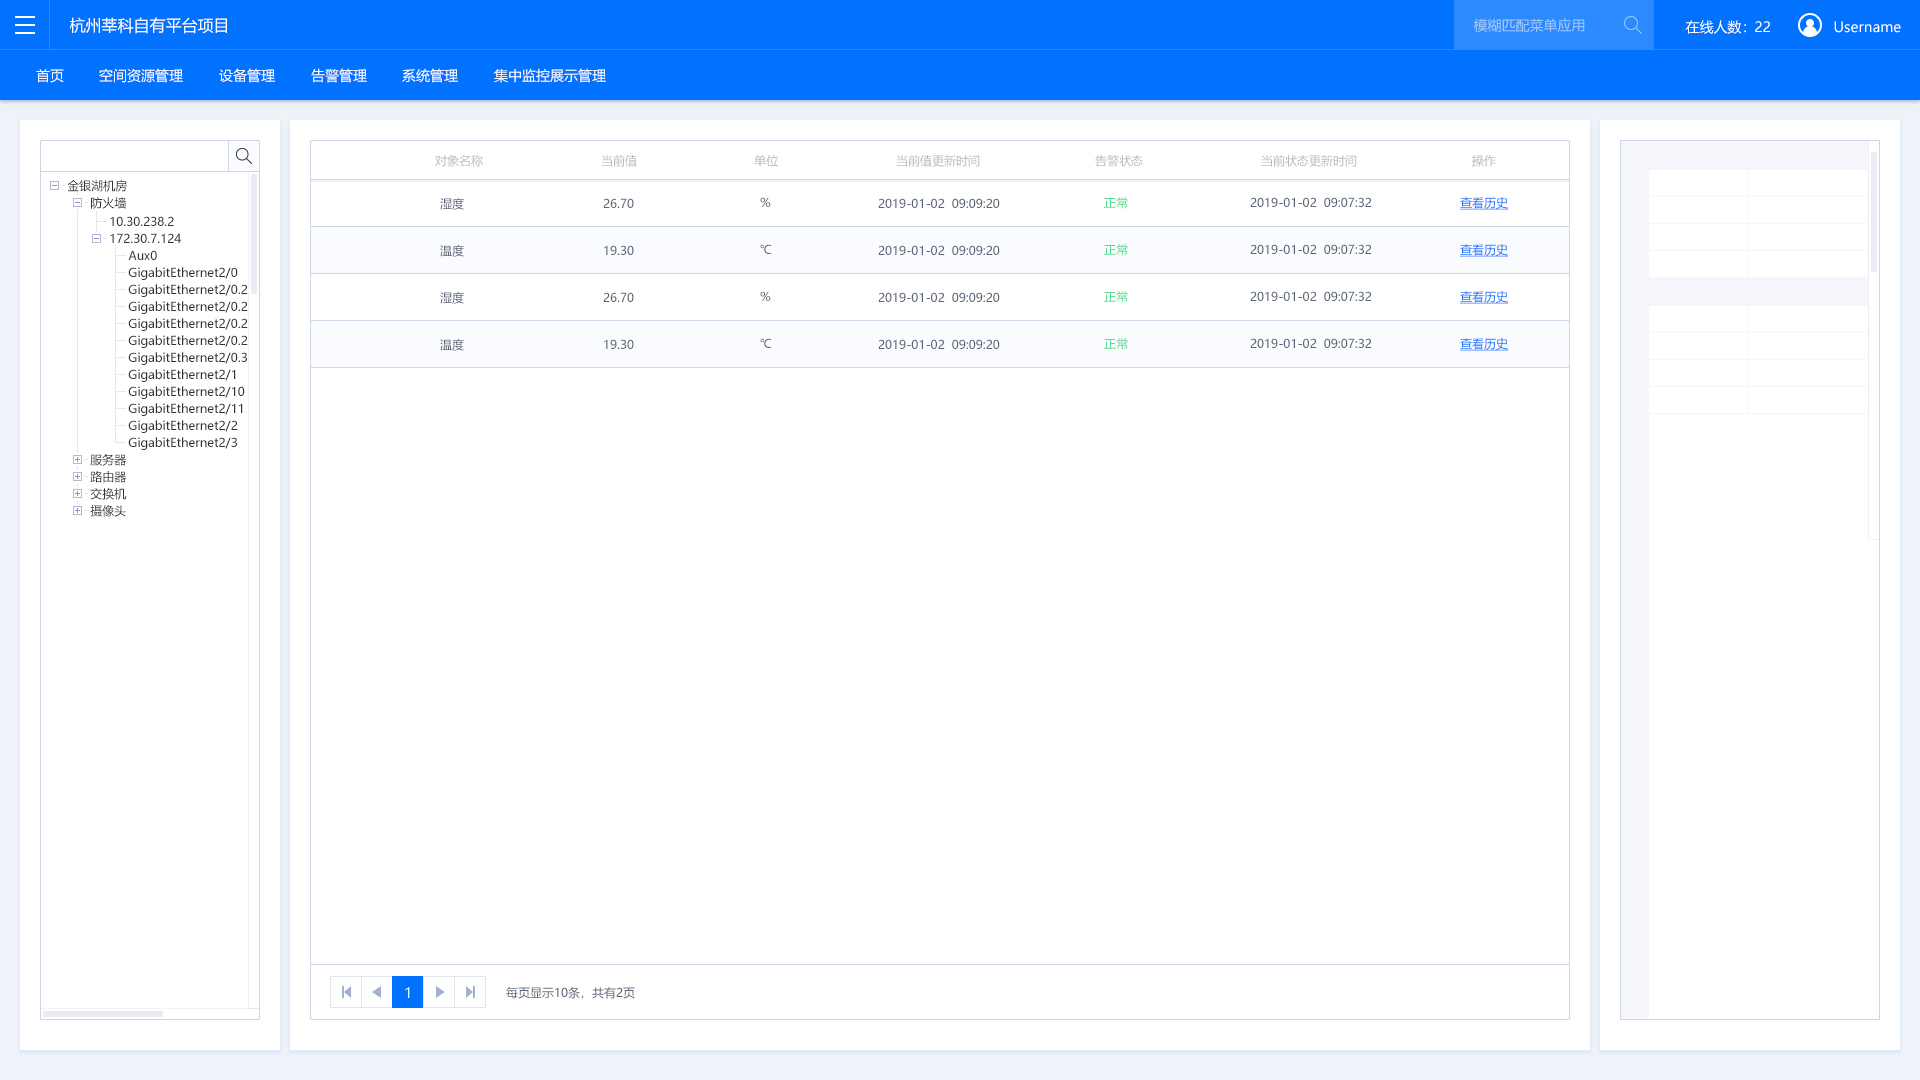 杭州莘科自有平台项目
模糊匹配菜单应用
在线人数：22
Username
首页 空间资源管理 设备管理 告警管理 系统管理 集中监控展示管理
金银湖机房
防火墙
10.30.238.2
172.30.7.124
Aux0
GigabitEthernet2/0
GigabitEthernet2/0.2
GigabitEthernet2/0.2
GigabitEthernet2/0.2
GigabitEthernet2/0.2
GigabitEthernet2/0.3
GigabitEthernet2/1
GigabitEthernet2/10
GigabitEthernet2/11
GigabitEthernet2/2
GigabitEthernet2/3
服务器
路由器
交换机
摄像头
对象名称 当前值 单位 当前值更新时间 告警状态 当前状态更新时间 操作
湿度 26.70 % 2019-01-02 09:09:20 正常 2019-01-02 09:07:32 查看历史
温度 19.30 ℃ 2019-01-02 09:09:20 正常 2019-01-02 09:07:32 查看历史
湿度 26.70 % 2019-01-02 09:09:20 正常 2019-01-02 09:07:32 查看历史
温度 19.30 ℃ 2019-01-02 09:09:20 正常 2019-01-02 09:07:32 查看历史
1
每页显示10条，共有2页